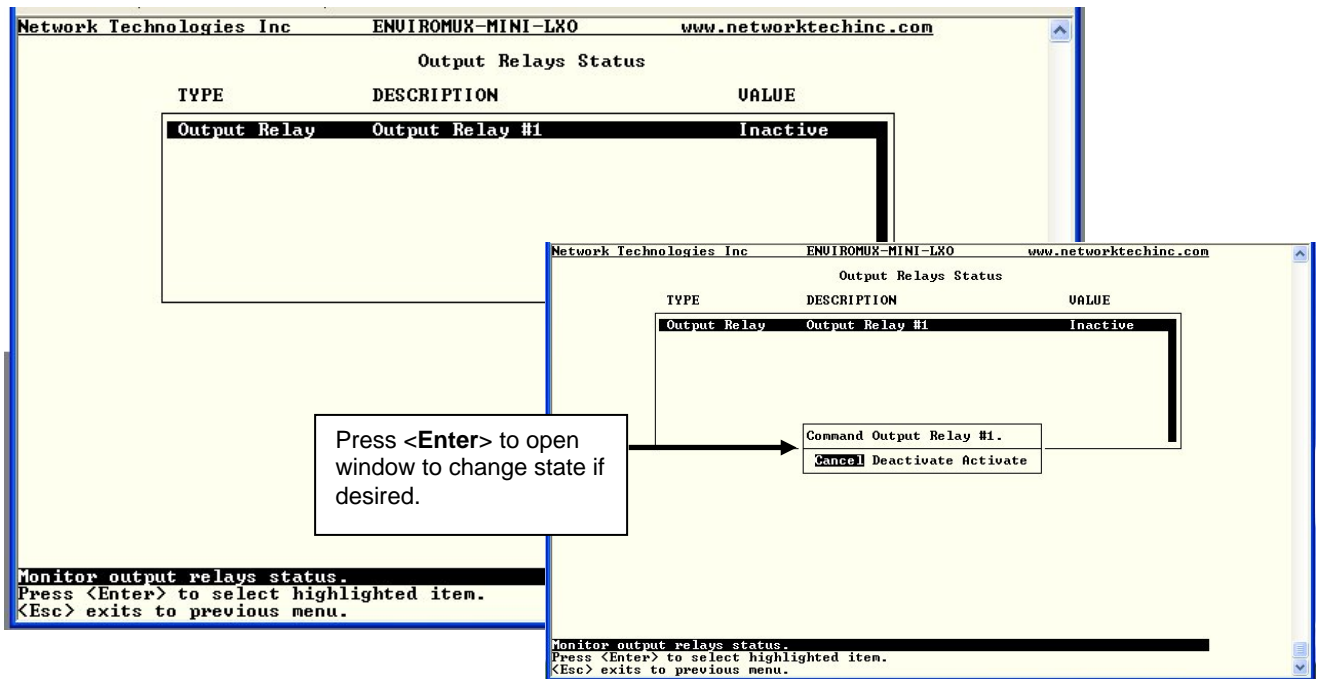 Network Technologies Inc ENVIROMUX-MINI-LXO www.networktechinc.com
Output Relays Status
TYPE DESCRIPTION VALUE
Output Relay Output Relay #1 Inactive
Monitor output relays status.
Press <Enter> to select highlighted item.
<Esc> exits to previous menu.
Press <Enter> to open
window to change state if
desired.
Network Technologies Inc ENVIROMUX-MINI-LXO www.networktechinc.com
Output Relays Status
TYPE DESCRIPTION VALUE
Output Relay Output Relay #1 Inactive
Command Output Relay #1.
Cancel Deactivate Activate
Monitor output relays status.
Press <Enter> to select highlighted item.
<Esc> exits to previous menu.